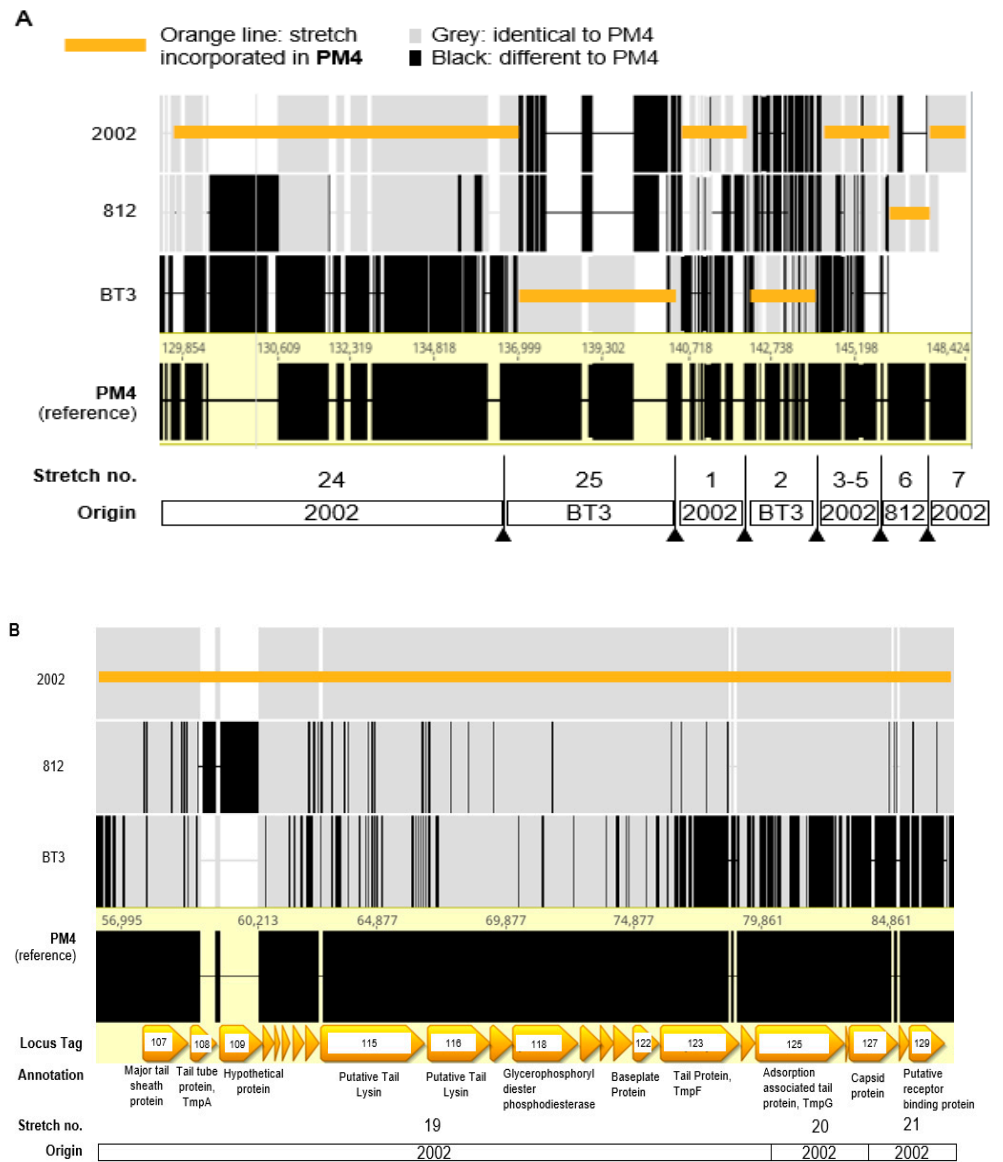 A
Orange line: stretch
incorporated in PM4
Grey: identical to PM4
Black: different to PM4
2002
812
BT3
129,854 130,609 132,319 134,818 136,999 139,302 140,718 142,738 145,198 148,424
PM4
(reference)
Stretch no. 24 25 1 2 3-5 6 7
Origin 2002 BT3 2002 BT3 2002 812 2002
B
2002
812
BT3
56,995 60,213 64,877 69,877 74,877 79,861 84,861
PM4
(reference)
Locus Tag 107 108 109 115 116 118 122 123 125 127 129
Annotation
Major tail
sheath
protein
Tail tube
protein,
TmpA
Hypothetical
protein
Putative Tail
Lysin
Putative Tail
Lysin
Glycerophosphoryl
diester
phosphodiesterase
Baseplate
Protein
Tail Protein,
TmpF
Adsorption
associated tail
protein, TmpG
Capsid
protein
Putative
receptor
binding protein
Stretch no. 19 20 21
Origin 2002 2002 2002